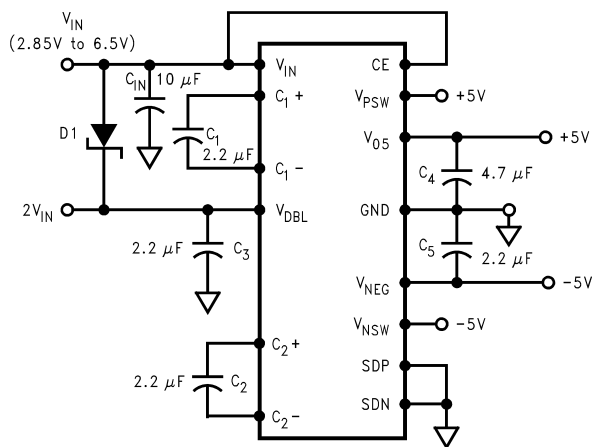 V_IN
(2.85V to 6.5V)
C_IN 10 µF
V_IN
CE
C_1 +
V_PSW
+5V
D1
C_1
2.2 µF
V_05
+5V
C_1 −
C_4
4.7 µF
2V_IN
V_DBL
GND
2.2 µF
C_3
C_5
2.2 µF
V_NEG
−5V
V_NSW
−5V
C_2 +
SDP
2.2 µF
C_2
SDN
C_2 −